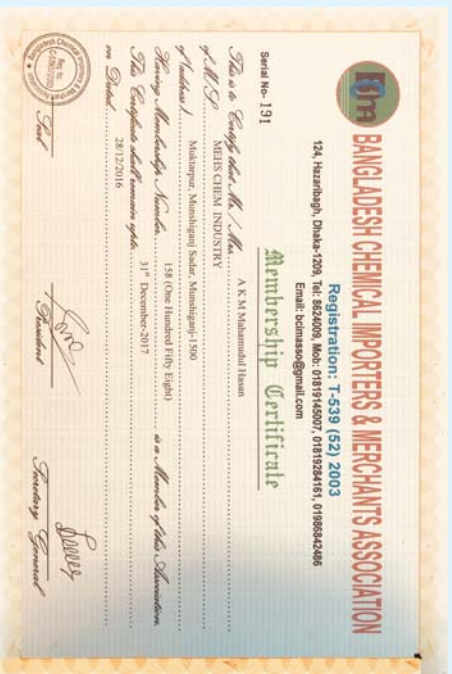 BANGLADESH CHEMICAL IMPORTERS & MERCHANTS ASSOCIATION
Registration: T-539 (52) 2003
124, Hazaribagh, Dhaka-1209, Tel: 8624009, Mob: 01819145007, 01819284161, 01986842486
Email: bcimasso@gmail.com
Serial No- 191
Membership Certificate
This is to Certify that Mr. / Mrs. A K M Mahamudul Hasan
of M/S. MEHS CHEM INDUSTRY
of Address) Muktarpur, Munshiganj Sadar, Munshiganj-1500
Having Membership Number 158 (One Hundred Fifty Eight) is a Member of this Association.
This Certificate shall remain upto 31st December-2017
on Dated 28/12/2016
Seal President Secretary General